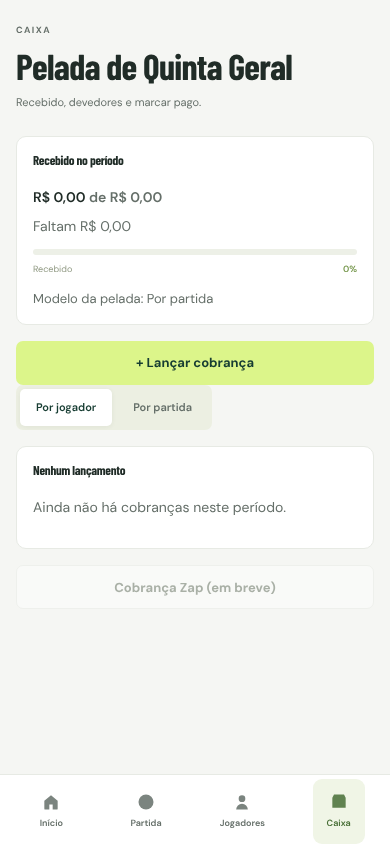 CAIXA
Pelada de Quinta Geral
Recebido, devedores e marcar pago.
Recebido no período
R$ 0,00 de R$ 0,00
Faltam R$ 0,00
Recebido 0%
Modelo da pelada: Por partida
+ Lançar cobrança
Por jogador Por partida
Nenhum lançamento
Ainda não há cobranças neste período.
Cobrança Zap (em breve)
Início Partida Jogadores Caixa